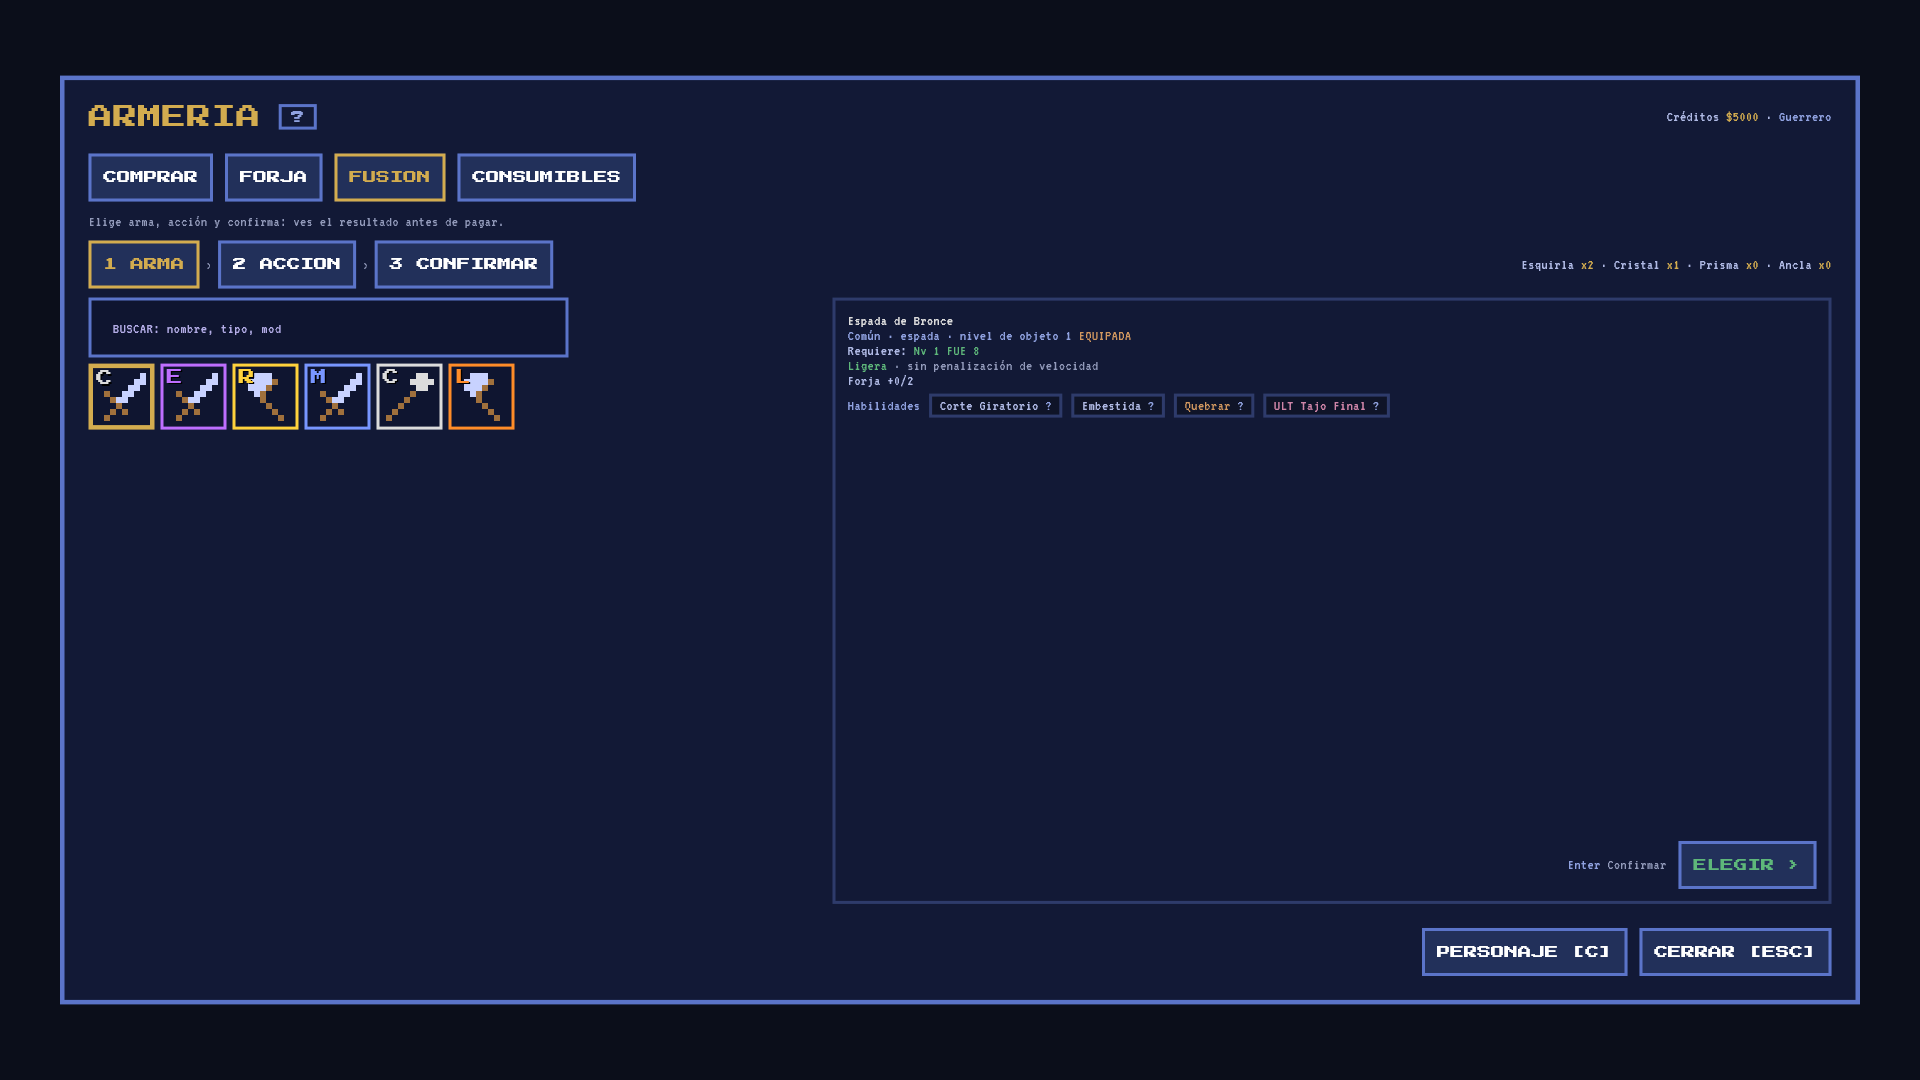 ARMERIA ?
Créditos $5000 · Guerrero
COMPRAR FORJA FUSION CONSUMIBLES
Elige arma, acción y confirma: ves el resultado antes de pagar.
1 ARMA › 2 ACCION › 3 CONFIRMAR
Esquirla x2 · Cristal x1 · Prisma x0 · Ancla x0
BUSCAR: nombre, tipo, mod
C E R M C L
Espada de Bronce
Común · espada · nivel de objeto 1 EQUIPADA
Requiere: Nv 1 FUE 8
Ligera · sin penalización de velocidad
Forja +0/2
Habilidades Corte Giratorio ? Embestida ? Quebrar ? ULT Tajo Final ?
Enter Confirmar ELEGIR >
PERSONAJE [C] CERRAR [ESC]